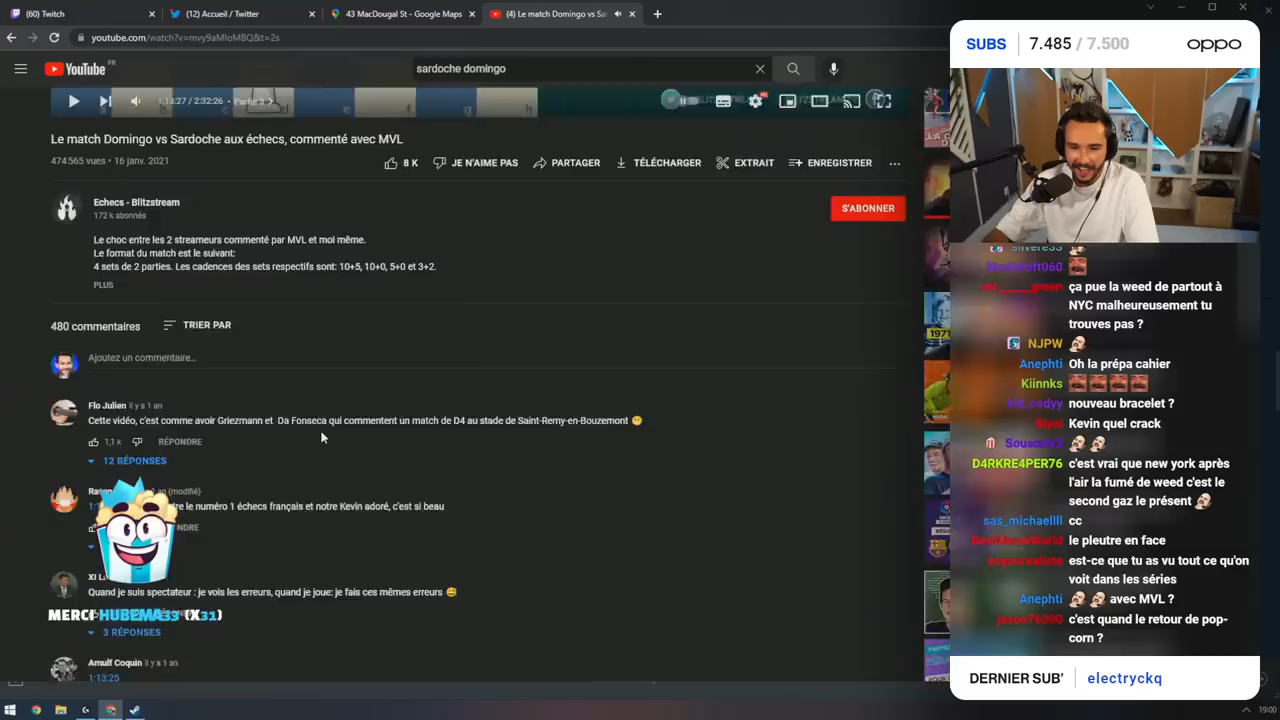 (60) Twitch
(12) Accueil / Twitter
43 MacDougal St - Google Maps
(4) Le match Domingo vs Sa
youtube.com/watch?v=mvy9aMIoMBQ&t=2s
YouTube FR
sardoche domingo
1:13:27 / 2:32:26 • Partie 3
e f g h
Le match Domingo vs Sardoche aux échecs, commenté avec MVL
474 565 vues • 16 janv. 2021
8 K
JE N'AIME PAS
PARTAGER
TÉLÉCHARGER
EXTRAIT
ENREGISTRER
Echecs - Blitzstream
172 k abonnés
S'ABONNER
Le choc entre les 2 streameurs commenté par MVL et moi même.
Le format du match est le suivant:
4 sets de 2 parties. Les cadences des sets respectifs sont: 10+5, 10+0, 5+0 et 3+2.
PLUS
480 commentaires
TRIER PAR
Ajoutez un commentaire...
Flo Julien il y a 1 an
Cette vidéo, c'est comme avoir Griezmann et Da Fonseca qui commentent un match de D4 au stade de Saint-Remy-en-Bouzemont 😁
1,1 k
RÉPONDRE
12 RÉPONSES
1 an (modifié)
re le numéro 1 échecs français et notre Kevin adoré, c'est si beau
Quand je suis spectateur : je vois les erreurs, quand je joue: je fais ces mêmes erreurs 😅
MERCI HUBEMA33 (X31)
3 RÉPONSES
Arnulf Coquin il y a 1 an
1:13:25
SUBS 7.485 / 7.500 oppo
ça pue la weed de partout à
NYC malheureusement tu
trouves pas ?
NJPW
Anephti Oh la prépa cahier
Kiinnks
nouveau bracelet ?
Kevin quel crack
D4RKRE4PER76 c'est vrai que new york après
l'air la fumé de weed c'est le
second gaz le présent
sas_michaellll cc
le pleutre en face
est-ce que tu as vu tout ce qu'on
voit dans les séries
Anephti avec MVL ?
jason76200 c'est quand le retour de pop-
corn ?
DERNIER SUB' electryckq
19:00